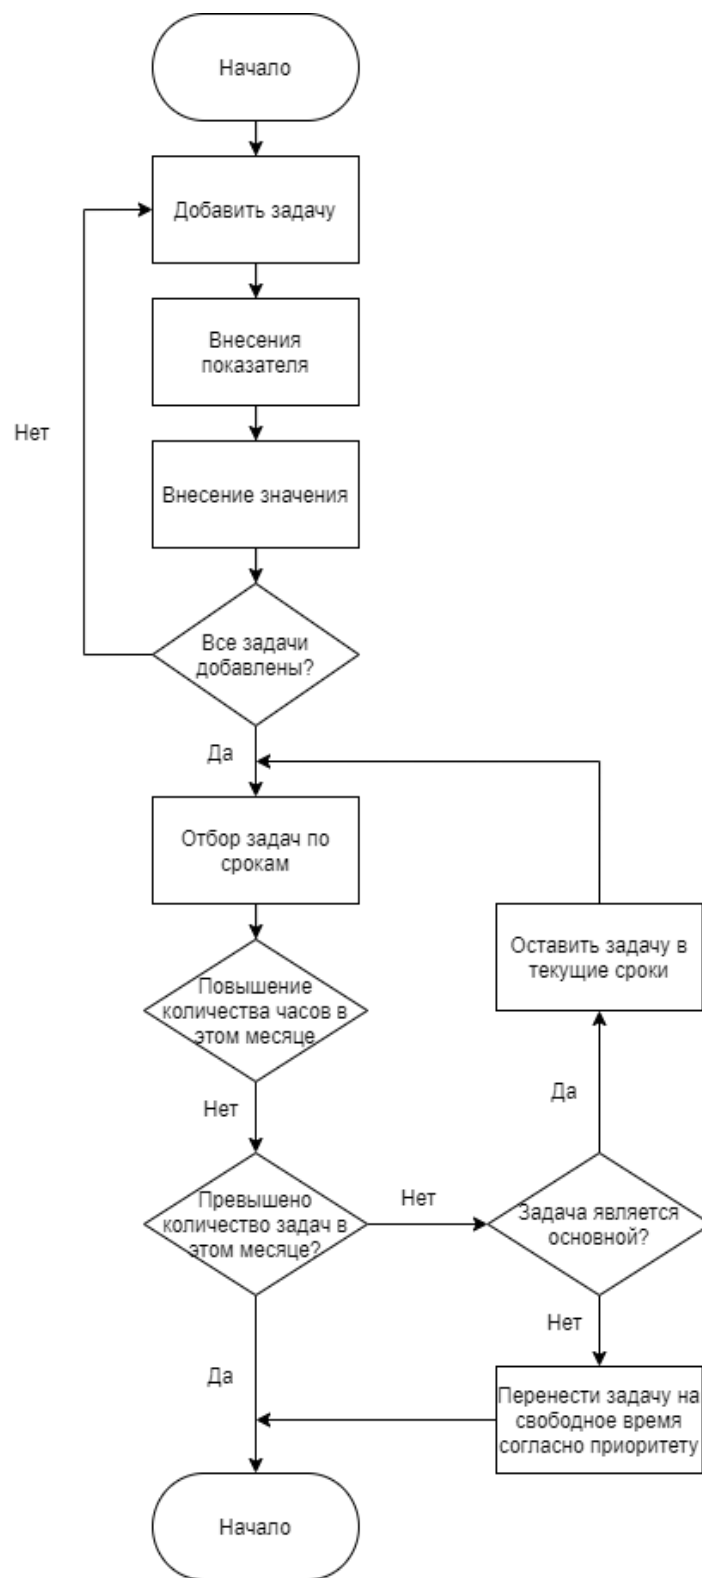 Начало
Добавить задачу
Внесения
показателя
Нет
Внесение значения
Все задачи
добавлены?
Да
Отбор задач по
срокам
Оставить задачу в
текущие сроки
Повышение
количества часов в
этом месяце
Да
Нет
Превышено
количество задач в
этом месяце?
Нет
Задача является
основной?
Нет
Да
Перенести задачу на
свободное время
согласно приоритету
Начало